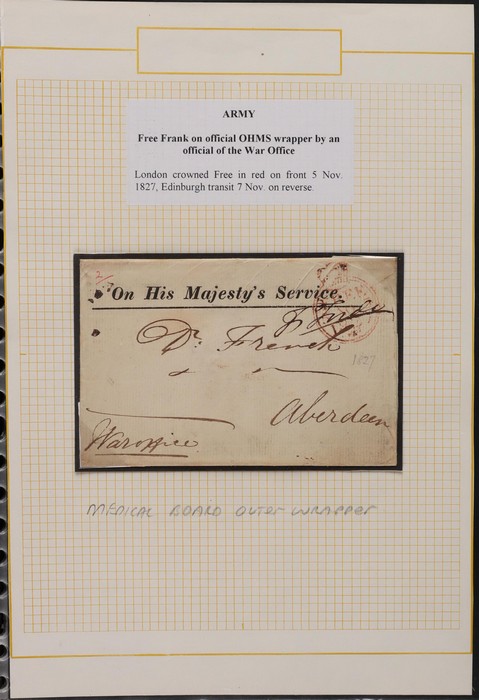 ARMY
Free Frank on official OHMS wrapper by an
official of the War Office
London crowned Free in red on front 5 Nov.
1827, Edinburgh transit 7 Nov. on reverse.
On His Majesty's Service.
Dr. French
1827
Aberdeen
War office
MEDICAL BOARD OUTER WRAPPER